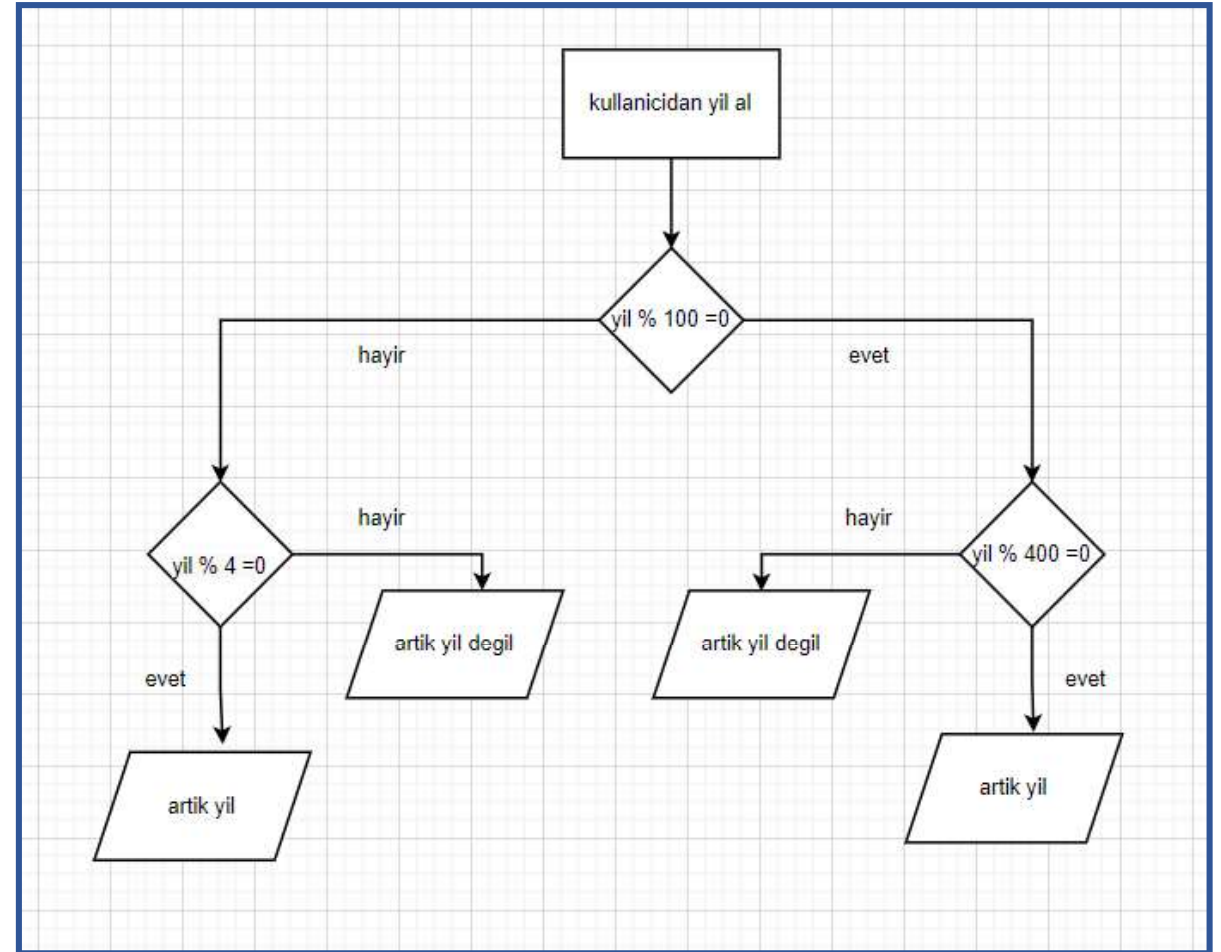 kullanicidan yil al
yil % 100 =0
hayir
evet
hayir
hayir
yil % 4 =0
yil % 400 =0
artik yil degil
artik yil degil
evet
evet
artik yil
artik yil